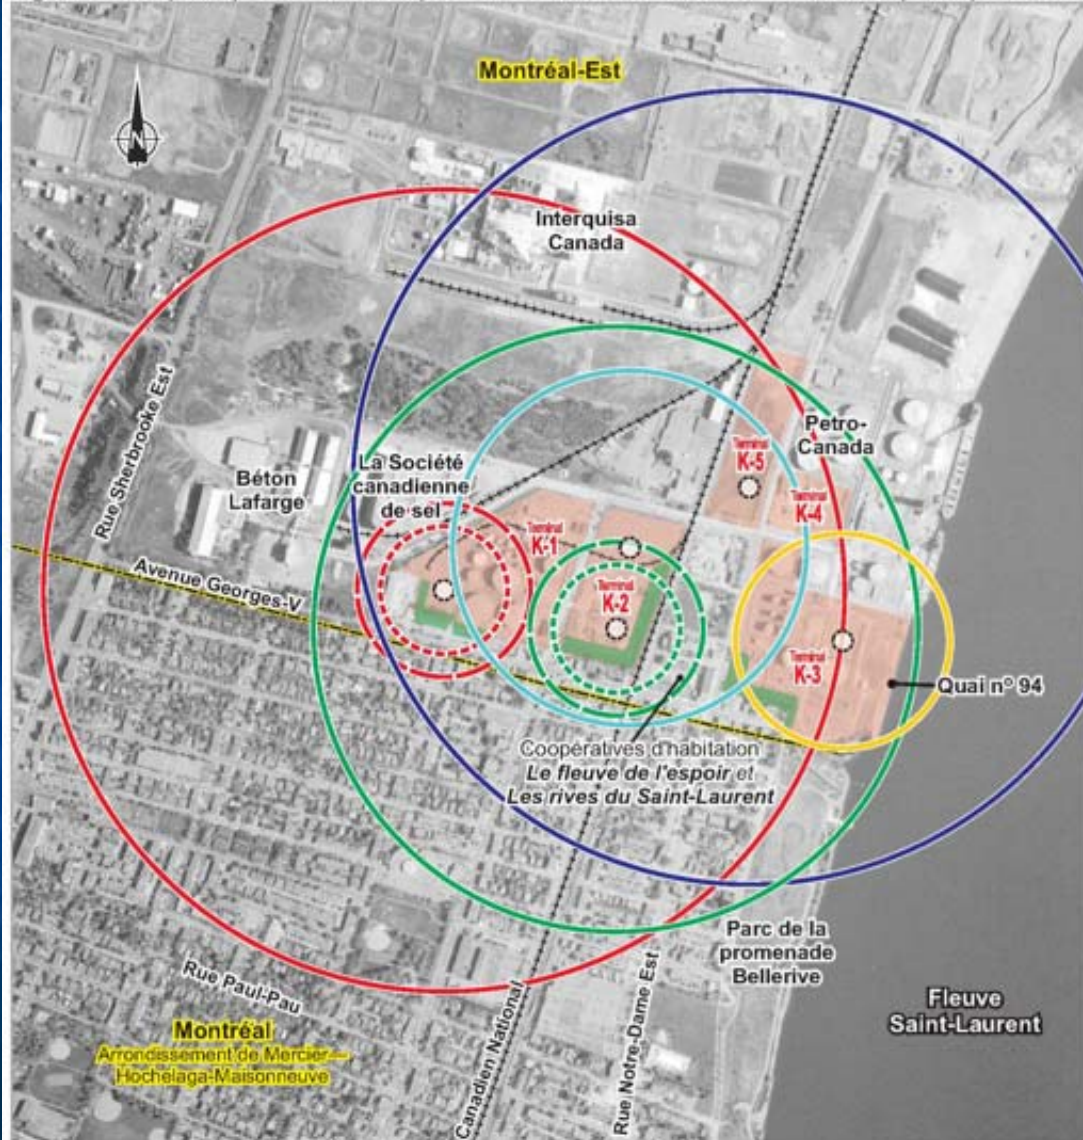 Montréal-Est
N
Interquisa
Canada
Rue Sherbrooke Est
Petro-
Canada
Terminal
K-5
La Société
canadienne
de sel
Béton
Lafarge
Terminal
K-4
Terminal
K-1
Avenue Georges-V
Terminal
K-2
Terminal
K-3
Quai n° 94
Coopératives d'habitation
Le fleuve de l'espoir et
Les rives du Saint-Laurent
Parc de la
promenade
Bellerive
Rue Paul-Pau
Canadien National
Rue Notre-Dame Est
Fleuve
Saint-Laurent
Montréal
Arrondissement de Mercier—
Hochelaga-Maisonneuve